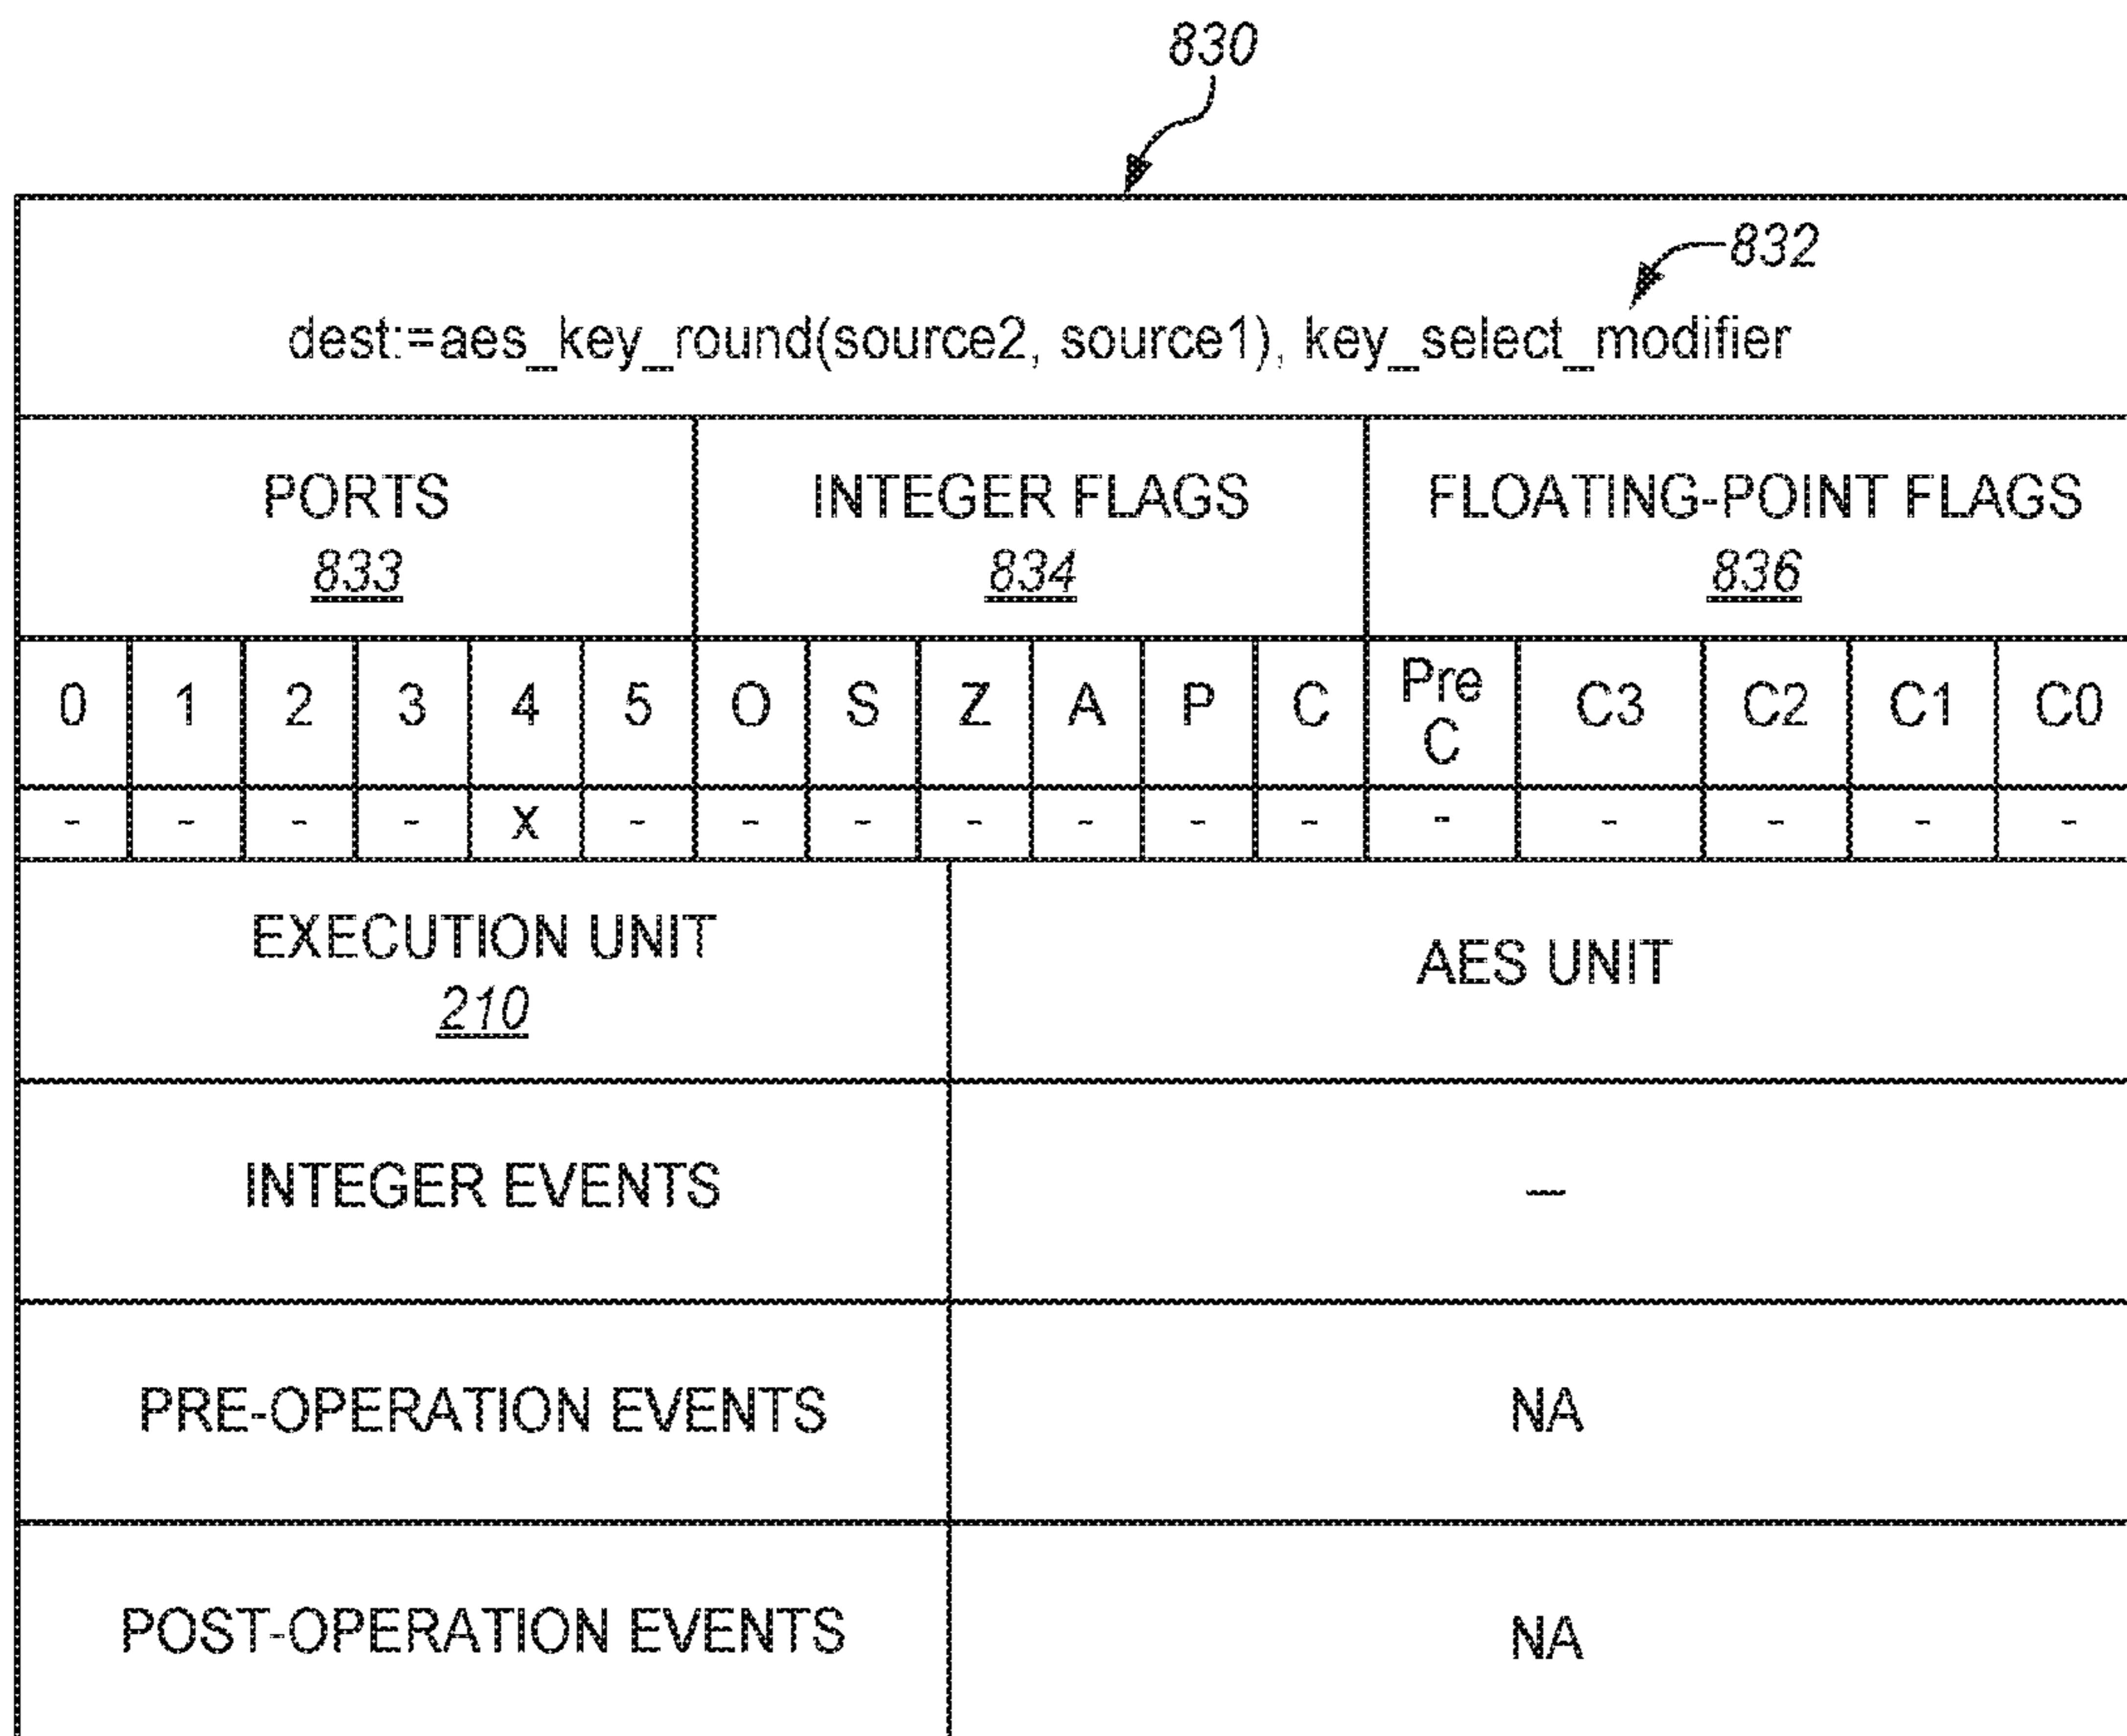 830
832
dest:=aes_key_round(source2, source1), key_select_modifier
PORTS INTEGER FLAGS FLOATING-POINT FLAGS
833 834 836
0 1 2 3 4 5 O S Z A P C Pre C C3 C2 C1 C0
- - - - x - - - - - - - - - - - -
EXECUTION UNIT AES UNIT
210
INTEGER EVENTS –
PRE-OPERATION EVENTS NA
POST-OPERATION EVENTS NA